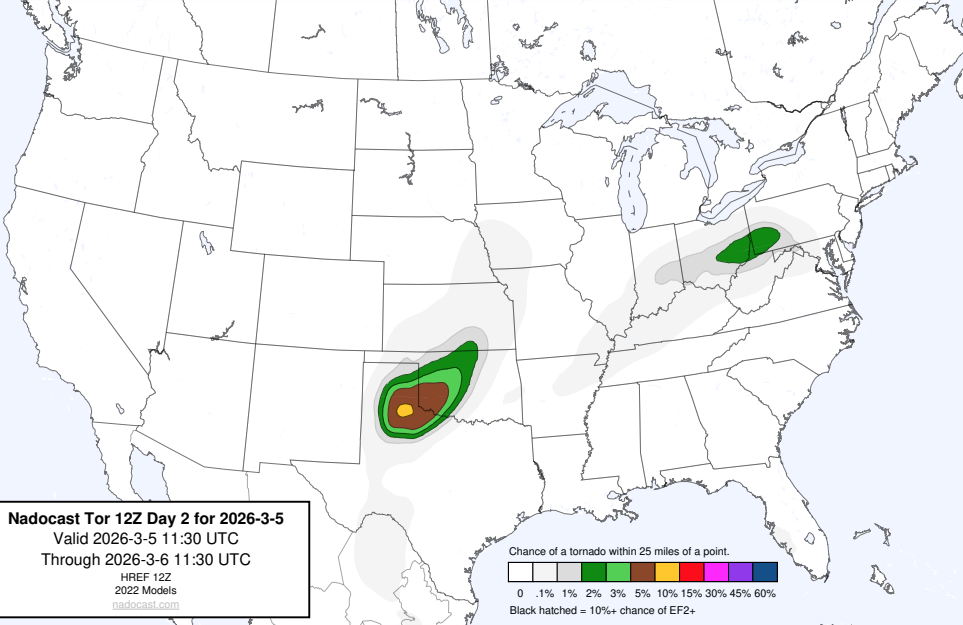 Nadocast Tor 12Z Day 2 for 2026-3-5
Valid 2026-3-5 11:30 UTC
Through 2026-3-6 11:30 UTC
HREF 12Z
2022 Models
nadocast.com
Chance of a tornado within 25 miles of a point.
0 .1% 1% 2% 3% 5% 10% 15% 30% 45% 60%
Black hatched = 10%+ chance of EF2+